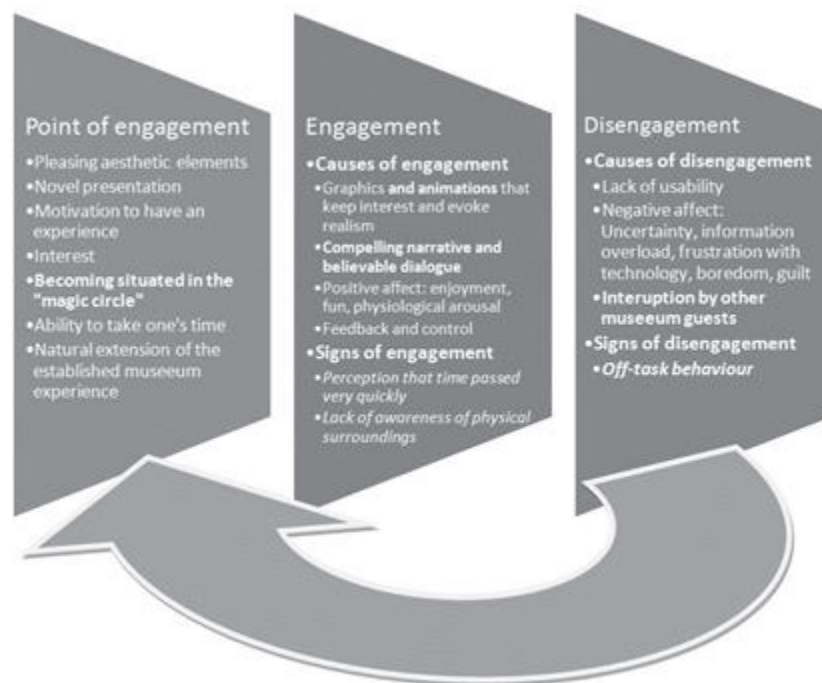 Point of engagement
•Pleasing aesthetic elements
•Novel presentation
•Motivation to have an
experience
•Interest
•Becoming situated in the
"magic circle"
•Ability to take one's time
•Natural extension of the
established museeum
experience
Engagement
•Causes of engagement
•Graphics and animations that
keep interest and evoke
realism
•Compelling narrative and
believable dialogue
•Positive affect: enjoyment,
fun, physiological arousal
•Feedback and control
•Signs of engagement
•Perception that time passed
very quickly
•Lack of awareness of physical
surroundings
Disengagement
•Causes of disengagement
•Lack of usability
•Negative affect:
Uncertainty, information
overload, frustration with
technology, boredom, guilt
•Interuption by other
museeum guests
•Signs of disengagement
•Off-task behaviour